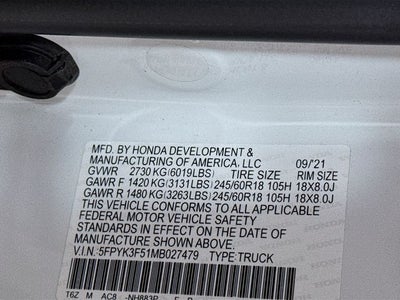 MFD. BY HONDA DEVELOPMENT &
MANUFACTURING OF AMERICA, LLC 09/'21
GVWR 2730 KG(6019LBS) TIRE SIZE RIM SIZE
GAWR F 1420 KG(3131LBS) 245/60R18 105H 18X8.0J
GAWR R 1480 KG(3263LBS) 245/60R18 105H 18X8.0J
THIS VEHICLE CONFORMS TO ALL APPLICABLE
FEDERAL MOTOR VEHICLE SAFETY
STANDARDS IN EFFECT ON THE DATE OF
MANUFACTURE SHOWN ABOVE.
V.I.N. 5FPYK3F51MB027479 TYPE:TRUCK
T6Z M AC8 -NH883P